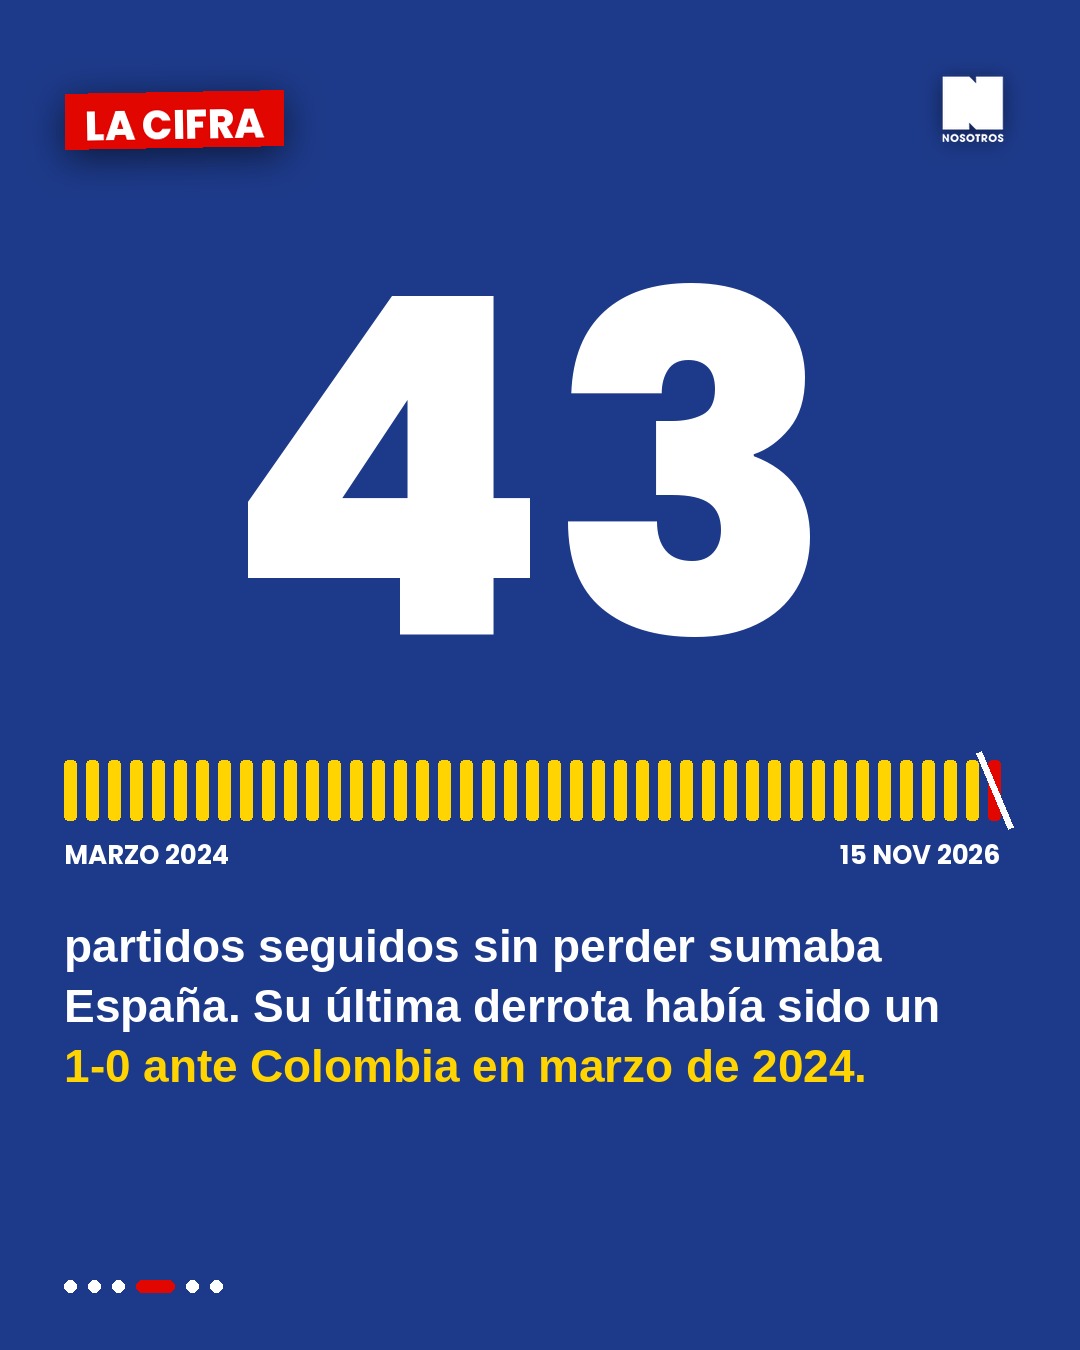 LA CIFRA
N
NOSOTROS
43
MARZO 2024
15 NOV 2026
partidos seguidos sin perder sumaba
España. Su última derrota había sido un
1-0 ante Colombia en marzo de 2024.